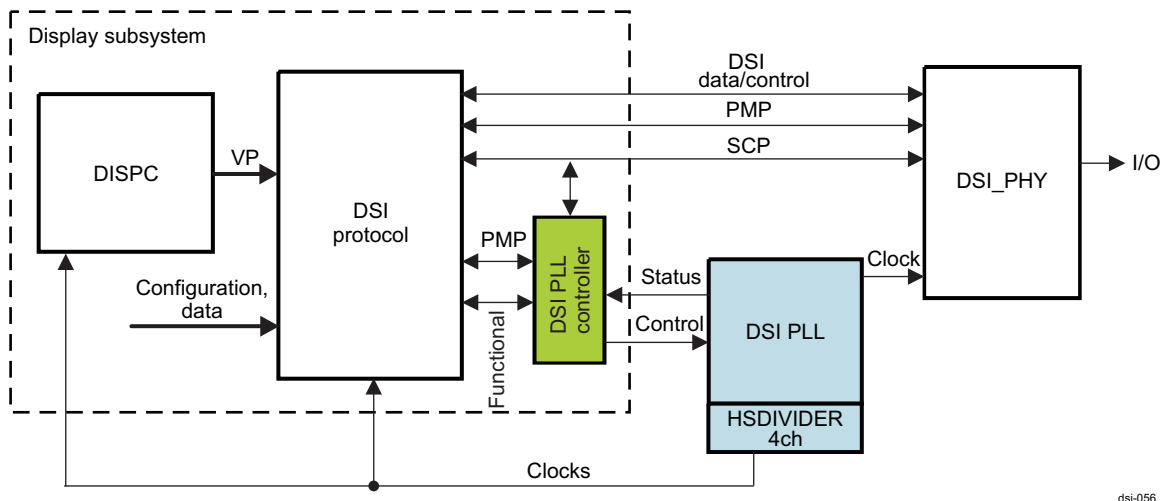 Display subsystem
DSI
data/control
PMP
SCP
VP
DISPC
DSI
protocol
DSI_PHY
I/O
PMP
DSI PLL
controller
Functional
Configuration,
data
Status
Control
Clock
DSI PLL
HSDIVIDER
4ch
Clocks
dsi-056